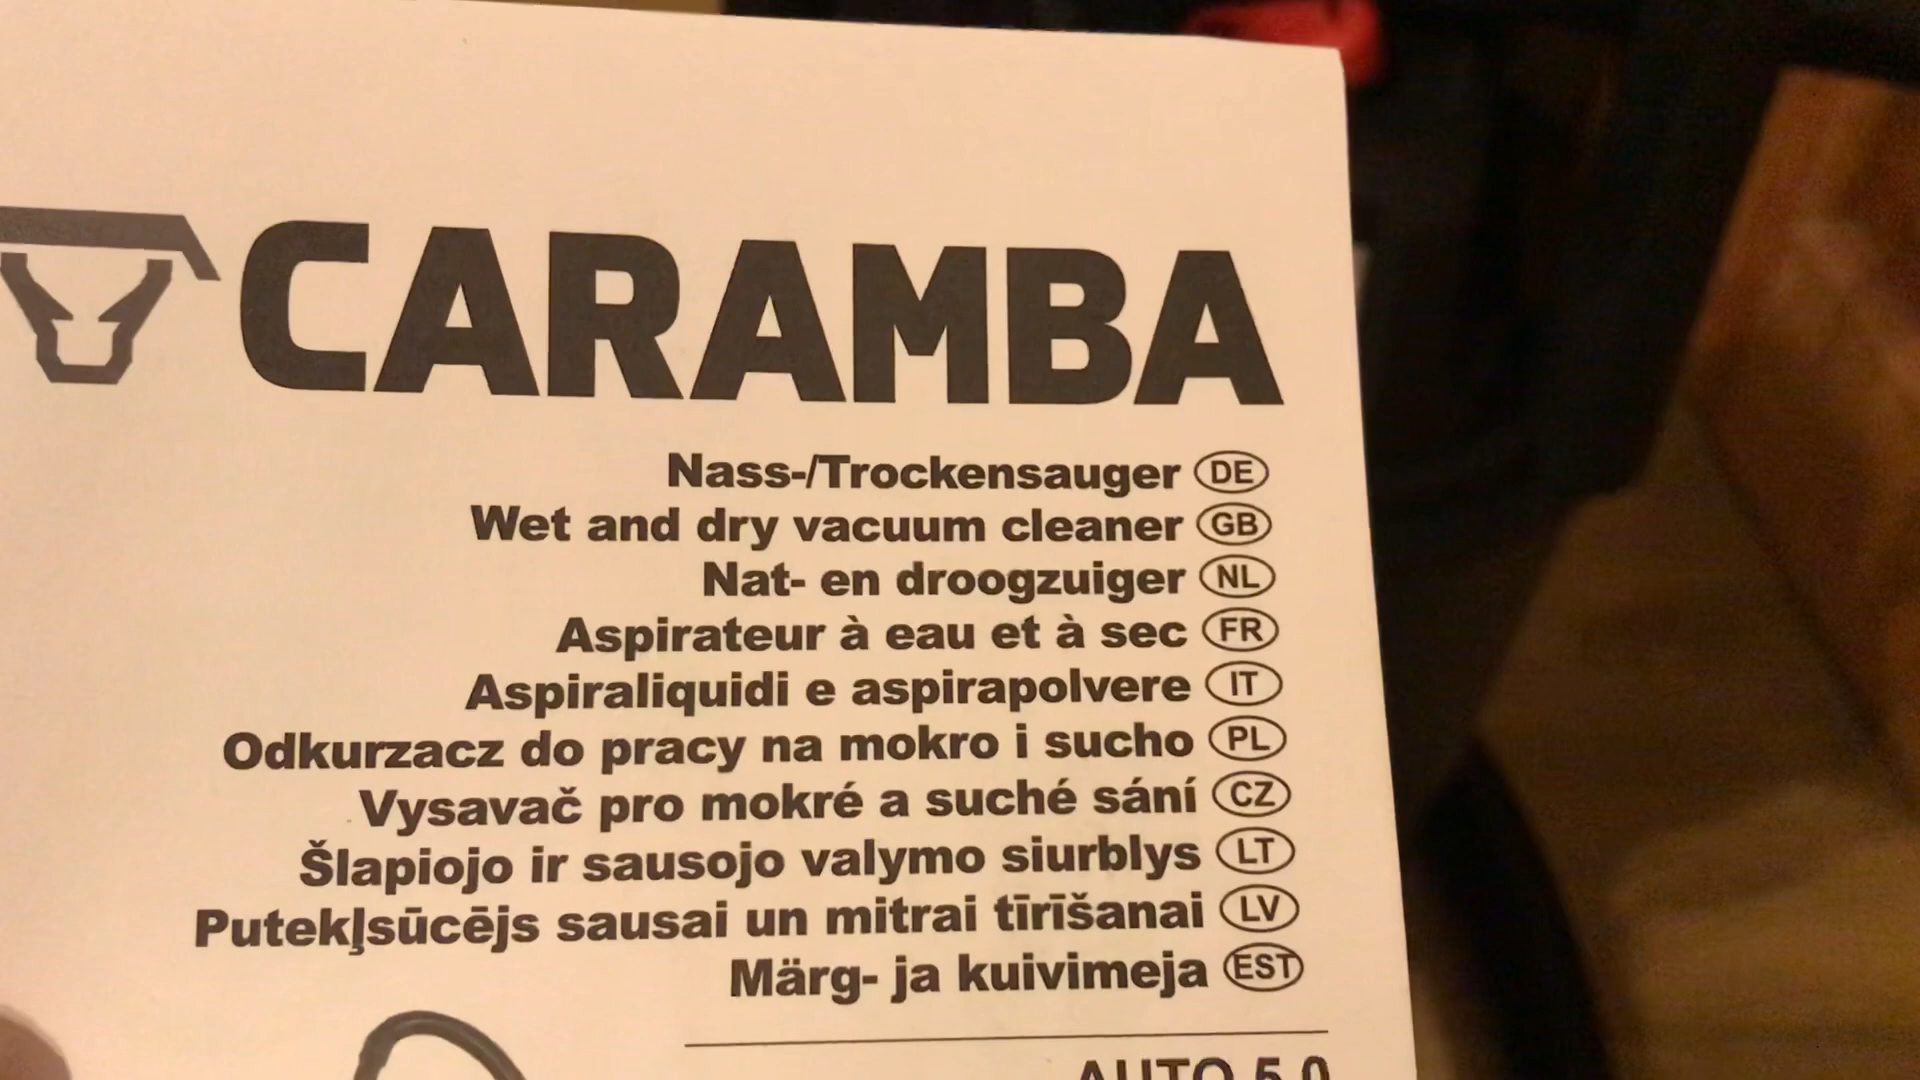 CARAMBA
Nass-/Trockensauger DE
Wet and dry vacuum cleaner GB
Nat- en droogzuiger NL
Aspirateur à eau et à sec FR
Aspiraliquidi e aspirapolvere IT
Odkurzacz do pracy na mokro i sucho PL
Vysavač pro mokré a suché sání CZ
Šlapiojo ir sausojo valymo siurblys LT
Putekļsūcējs sausai un mitrai tīrīšanai LV
Märg- ja kuivimeja EST
AUTO 5.0